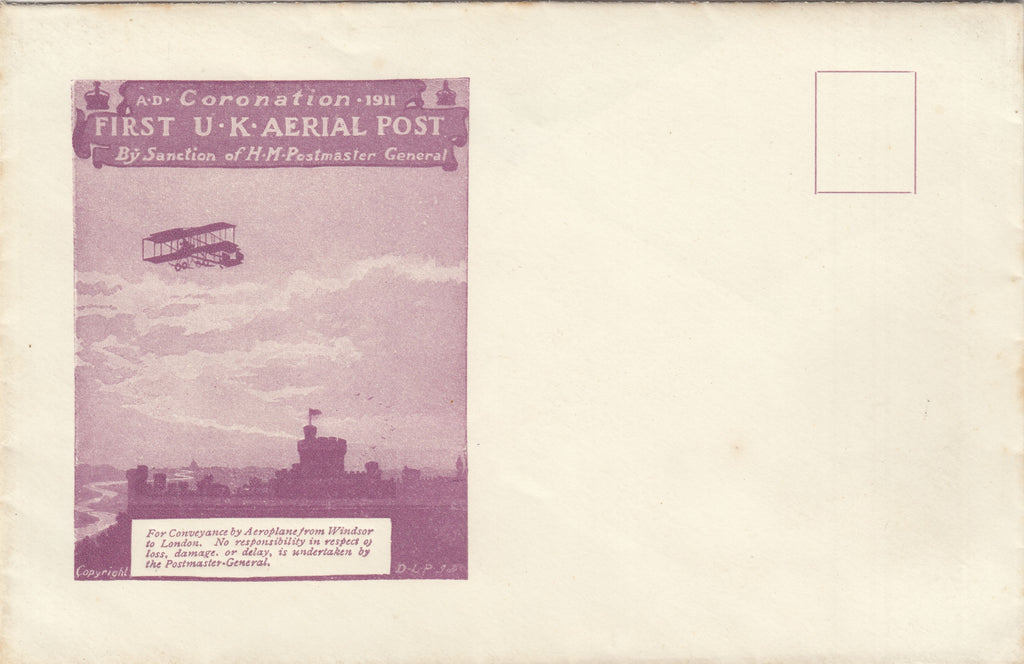 A·D· Coronation · 1911
FIRST U·K·AERIAL POST
By Sanction of H·M·Postmaster General
For Conveyance by Aeroplane from Windsor
to London. No responsibility in respect of
loss, damage, or delay, is undertaken by
the Postmaster-General.
Copyright
D-L-P-